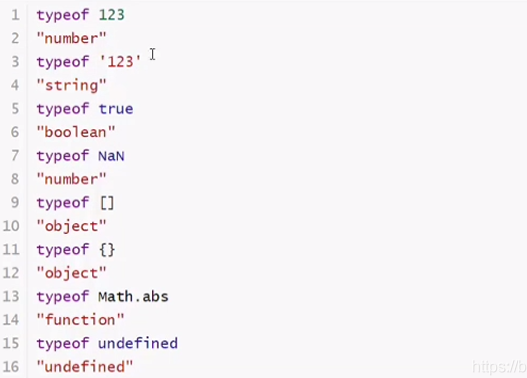 1 typeof 123
2 "number"
3 typeof '123'
4 "string"
5 typeof true
6 "boolean"
7 typeof NaN
8 "number"
9 typeof []
10 "object"
11 typeof {}
12 "object"
13 typeof Math.abs
14 "function"
15 typeof undefined
16 "undefined"
https://b